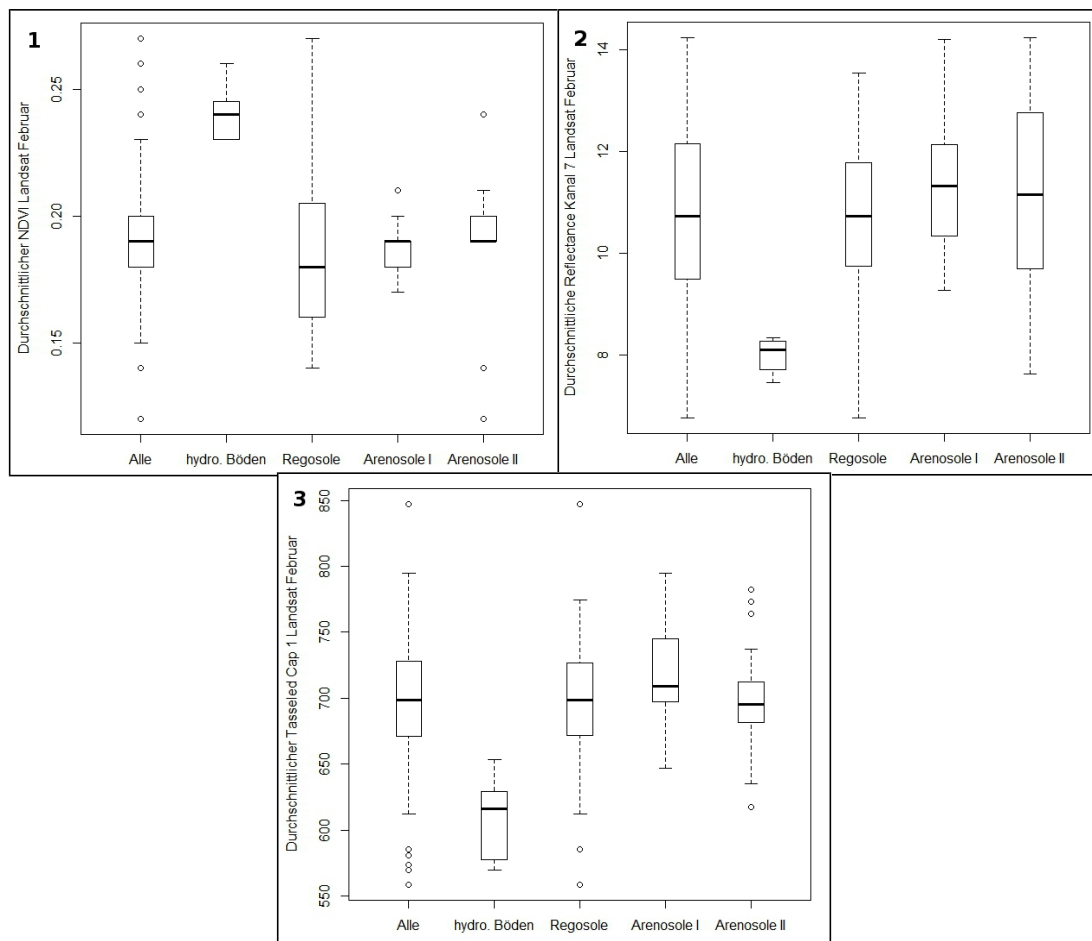 1
Durchschnittlicher NDVI Landsat Februar
0.25
0.20
0.15
Alle hydro. Böden Regosole Arenosole I Arenosole II
2
Durchschnittliche Reflectance Kanal 7 Landsat Februar
14
12
10
8
Alle hydro. Böden Regosole Arenosole I Arenosole II
3
Durchschnittlicher Tasseled Cap 1 Landsat Februar
850
800
750
700
650
600
550
Alle hydro. Böden Regosole Arenosole I Arenosole II